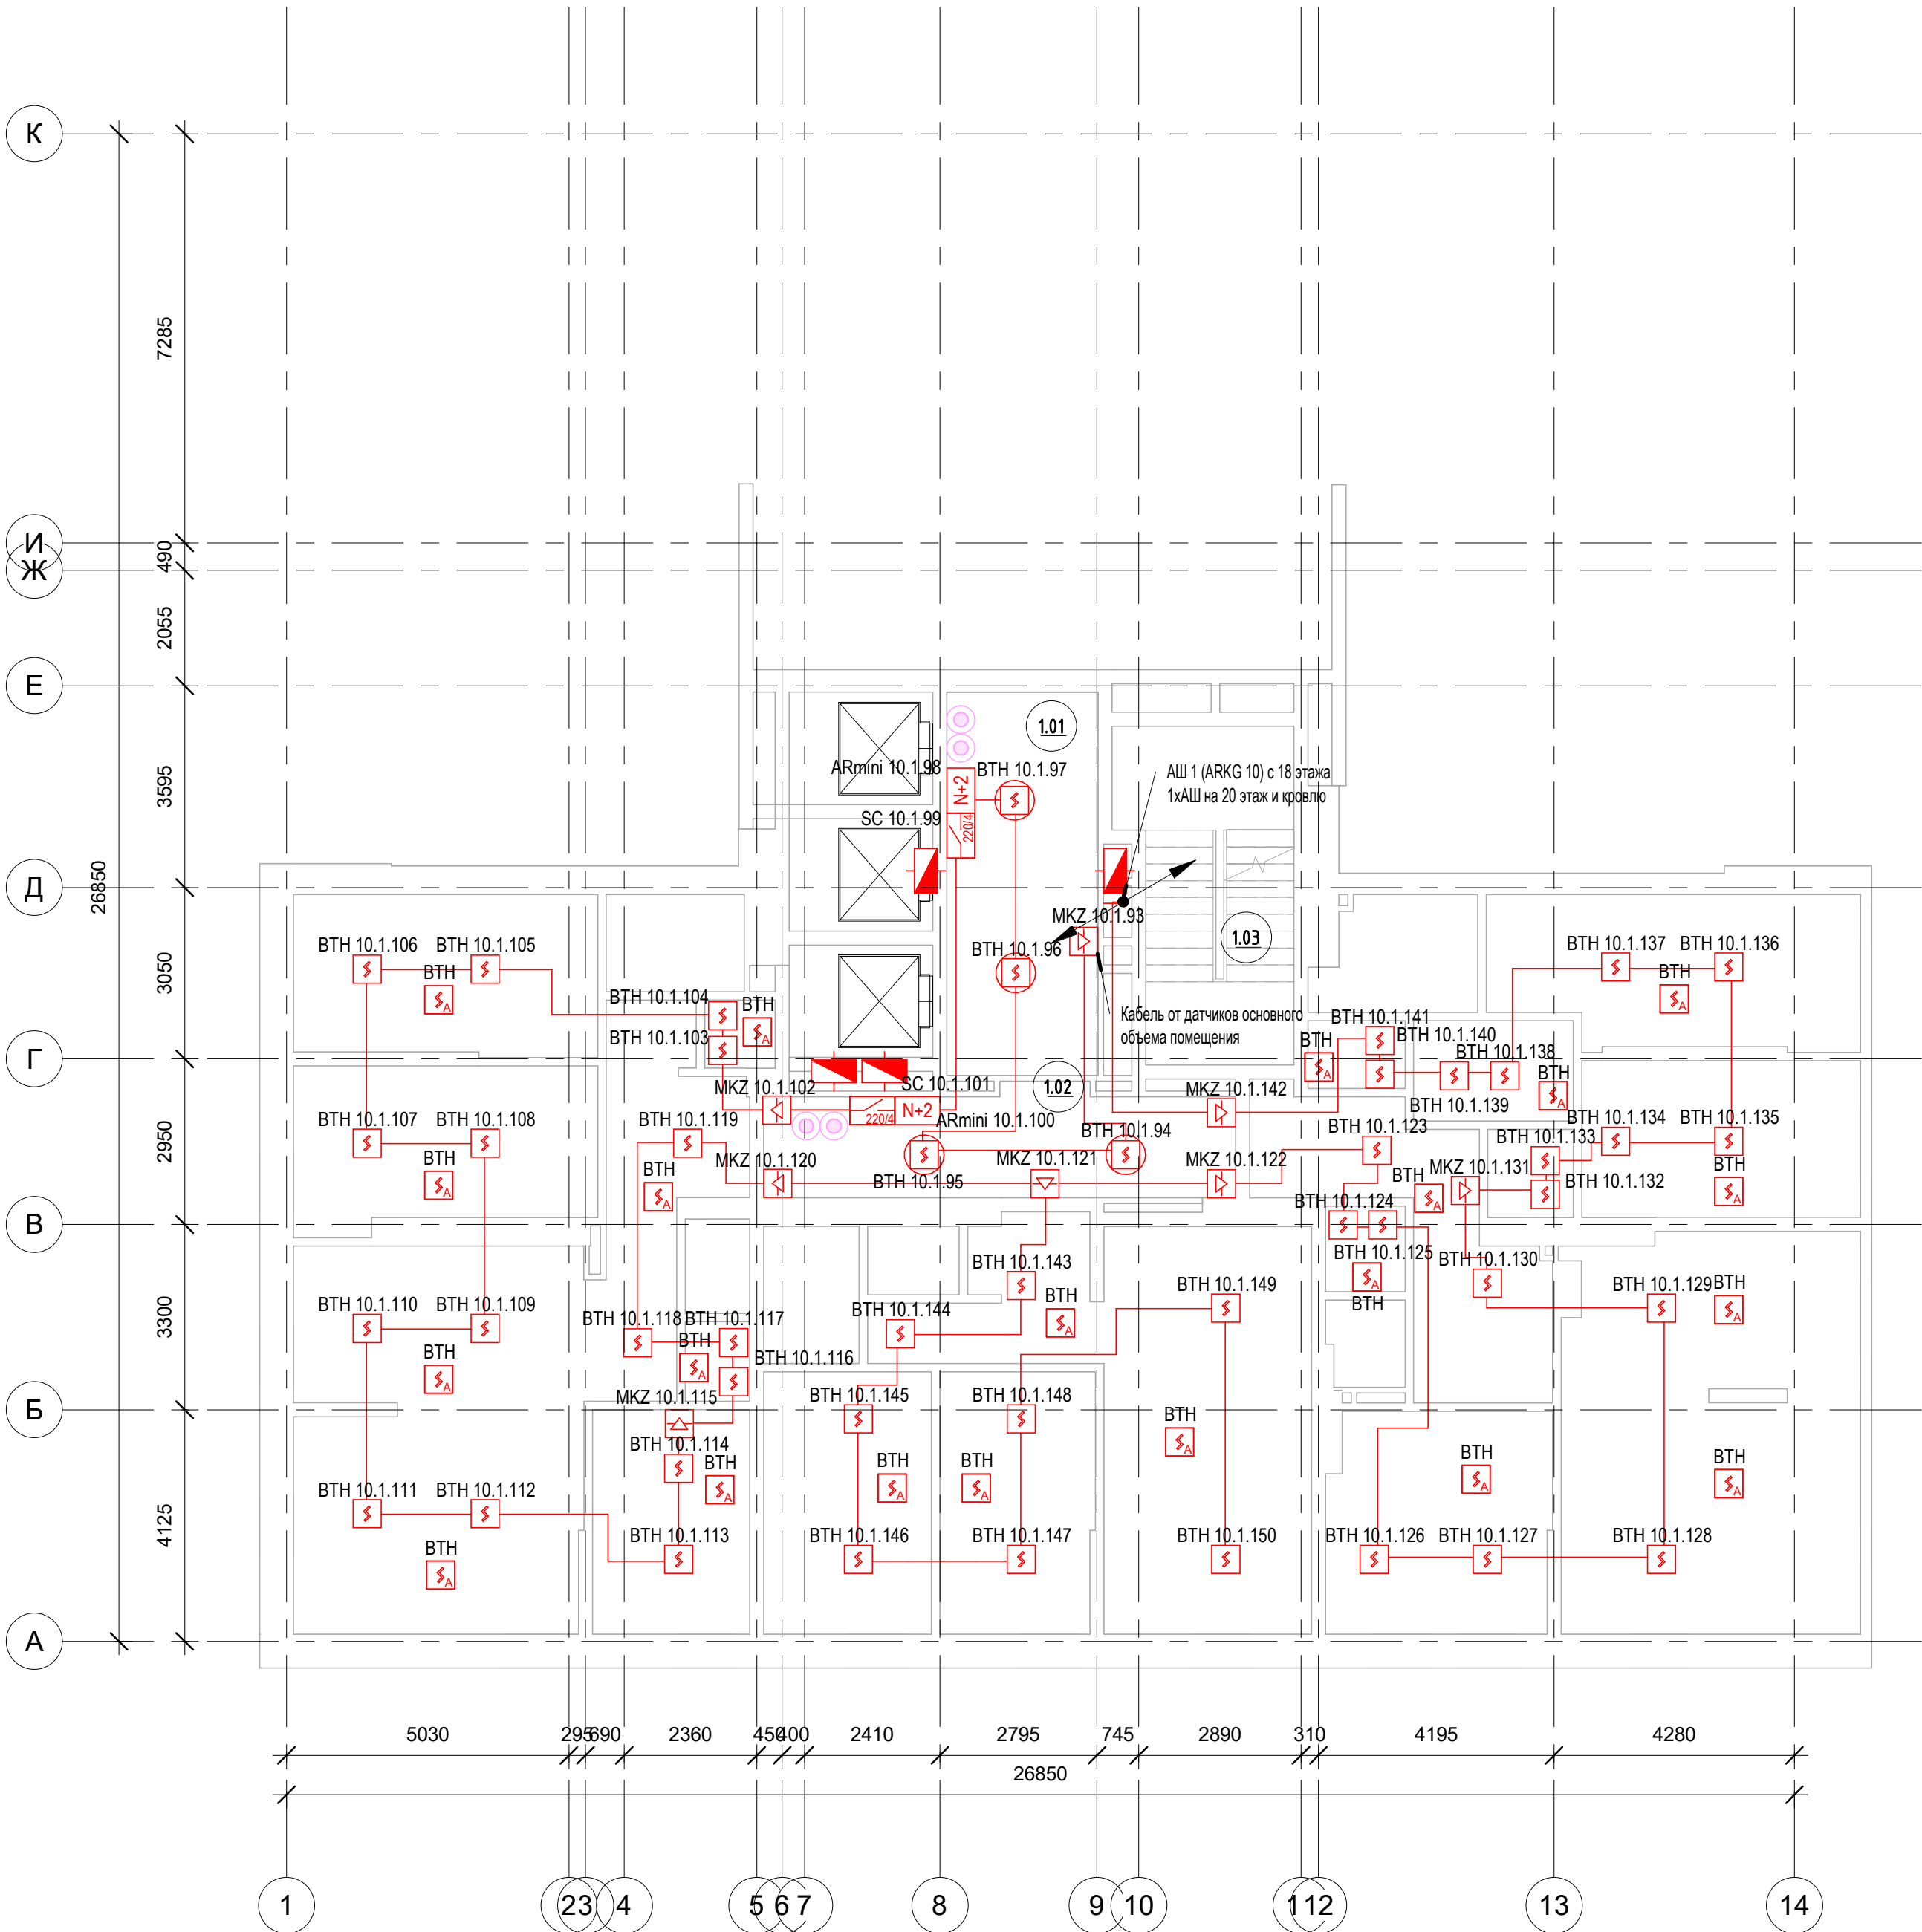 К
7285
И
490
Ж
2055
Е
1.01
ARmini 10.1.98
N+2
ВТН 10.1.97
АШ 1 (ARKG 10) с 18 этажа
1хАШ на 20 этаж и кровлю
3595
SC 10.1.99
220/4
26850
Д
МKZ 10.1.93
1.03
ВТН 10.1.96
ВТН 10.1.106
ВТН 10.1.105
ВТН 10.1.137
ВТН 10.1.136
ВТН
A
ВТН
A
3050
ВТН 10.1.104
ВТН
A
ВТН 10.1.103
Кабель от датчиков основного
объема помещения
ВТН 10.1.141
ВТН 10.1.140
ВТН
A
ВТН 10.1.138
Г
MKZ 10.1.102
SC 10.1.101
1.02
MKZ 10.1.142
ВТН
A
220/4
N+2
ARmini 10.1.100
ВТН 10.1.139
ВТН 10.1.107
ВТН 10.1.108
ВТН 10.1.119
ВТН 10.1.94
ВТН 10.1.123
ВТН 10.1.134
ВТН 10.1.135
ВТН 10.1.133
2950
ВТН
A
ВТН
A
MKZ 10.1.120
ВТН 10.1.95
MKZ 10.1.121
MKZ 10.1.122
ВТН
A
MKZ 10.1.131
ВТН 10.1.132
ВТН
A
В
ВТН 10.1.124
ВТН 10.1.125
ВТН
A
ВТН 10.1.130
ВТН 10.1.143
ВТН 10.1.149
ВТН 10.1.129
ВТН
A
3300
ВТН 10.1.110
ВТН 10.1.109
ВТН 10.1.118
ВТН 10.1.117
ВТН 10.1.144
ВТН
A
ВТН
A
ВТН
A
ВТН 10.1.116
Б
MKZ 10.1.115
ВТН 10.1.145
ВТН 10.1.148
ВТН
A
ВТН 10.1.114
ВТН
A
ВТН
A
ВТН
A
ВТН
A
ВТН
A
4125
ВТН 10.1.111
ВТН 10.1.112
ВТН 10.1.113
ВТН 10.1.146
ВТН 10.1.147
ВТН 10.1.150
ВТН 10.1.126
ВТН 10.1.127
ВТН 10.1.128
ВТН
A
А
5030
295
690
2360
450
400
2410
2795
745
2890
310
4195
4280
26850
1
2
3
4
5
6
7
8
9
10
11
12
13
14